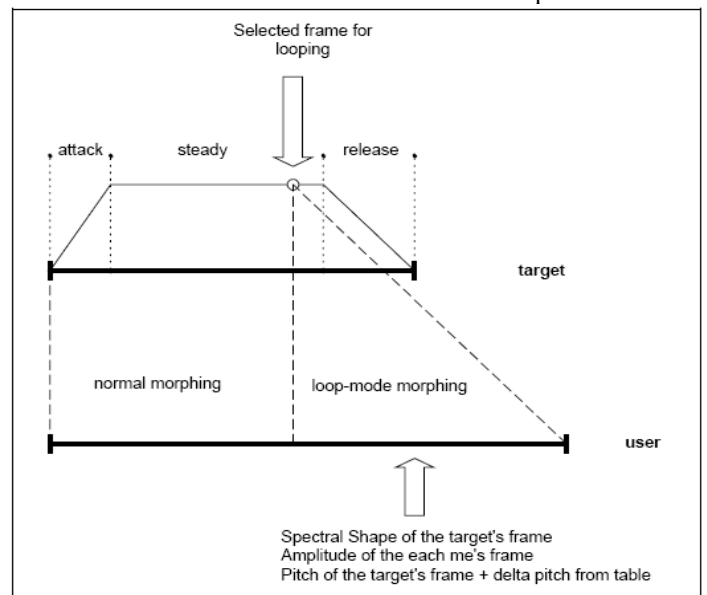 Selected frame for
looping
attack
steady
release
target
normal morphing
loop-mode morphing
user
Spectral Shape of the target's frame
Amplitude of the each me's frame
Pitch of the target's frame + delta pitch from table